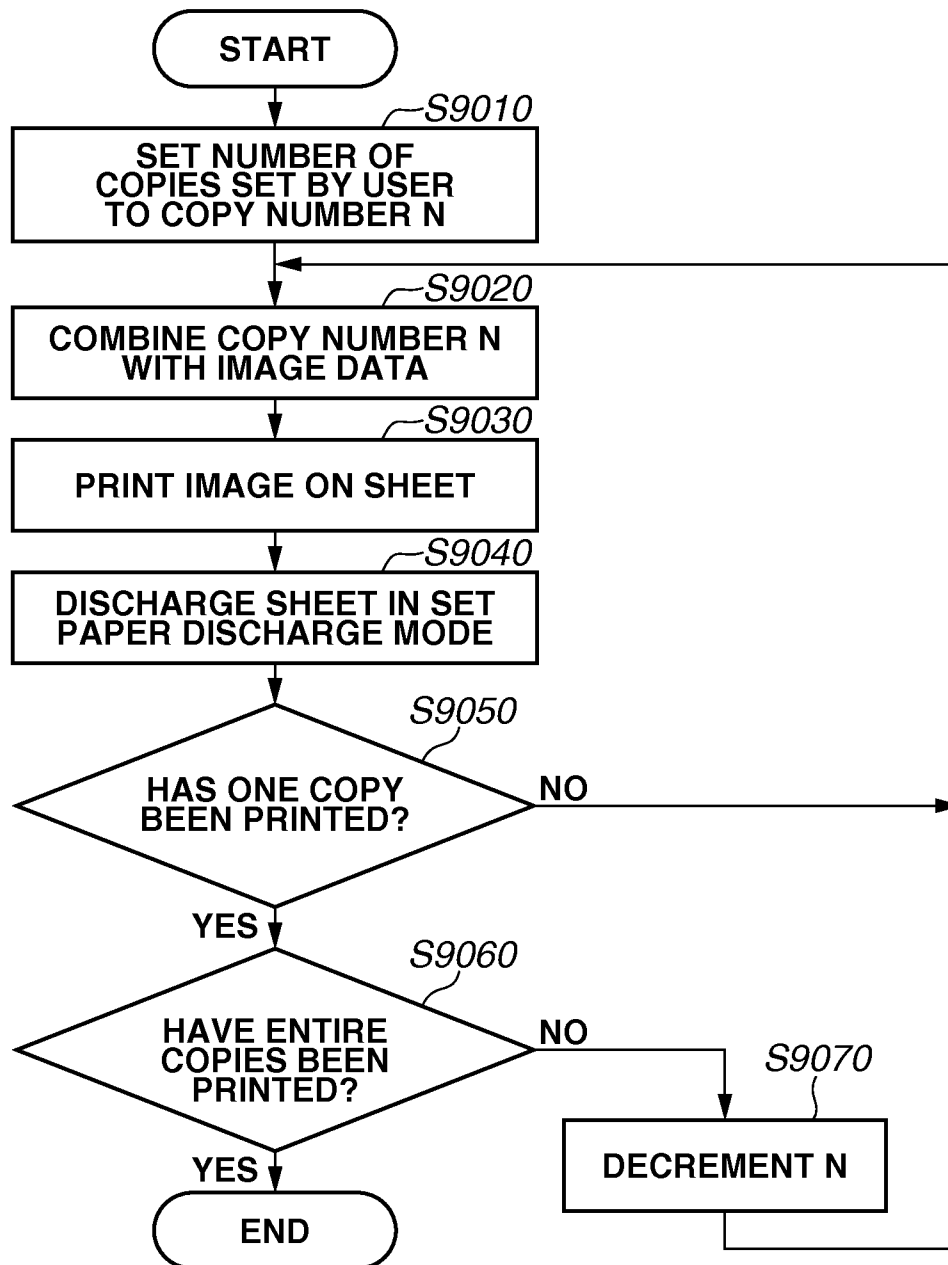 START
S9010
SET NUMBER OF
COPIES SET BY USER
TO COPY NUMBER N
S9020
COMBINE COPY NUMBER N
WITH IMAGE DATA
S9030
PRINT IMAGE ON SHEET
S9040
DISCHARGE SHEET IN SET
PAPER DISCHARGE MODE
S9050
HAS ONE COPY
BEEN PRINTED?
NO
YES
S9060
HAVE ENTIRE
COPIES BEEN
PRINTED?
NO
S9070
DECREMENT N
YES
END